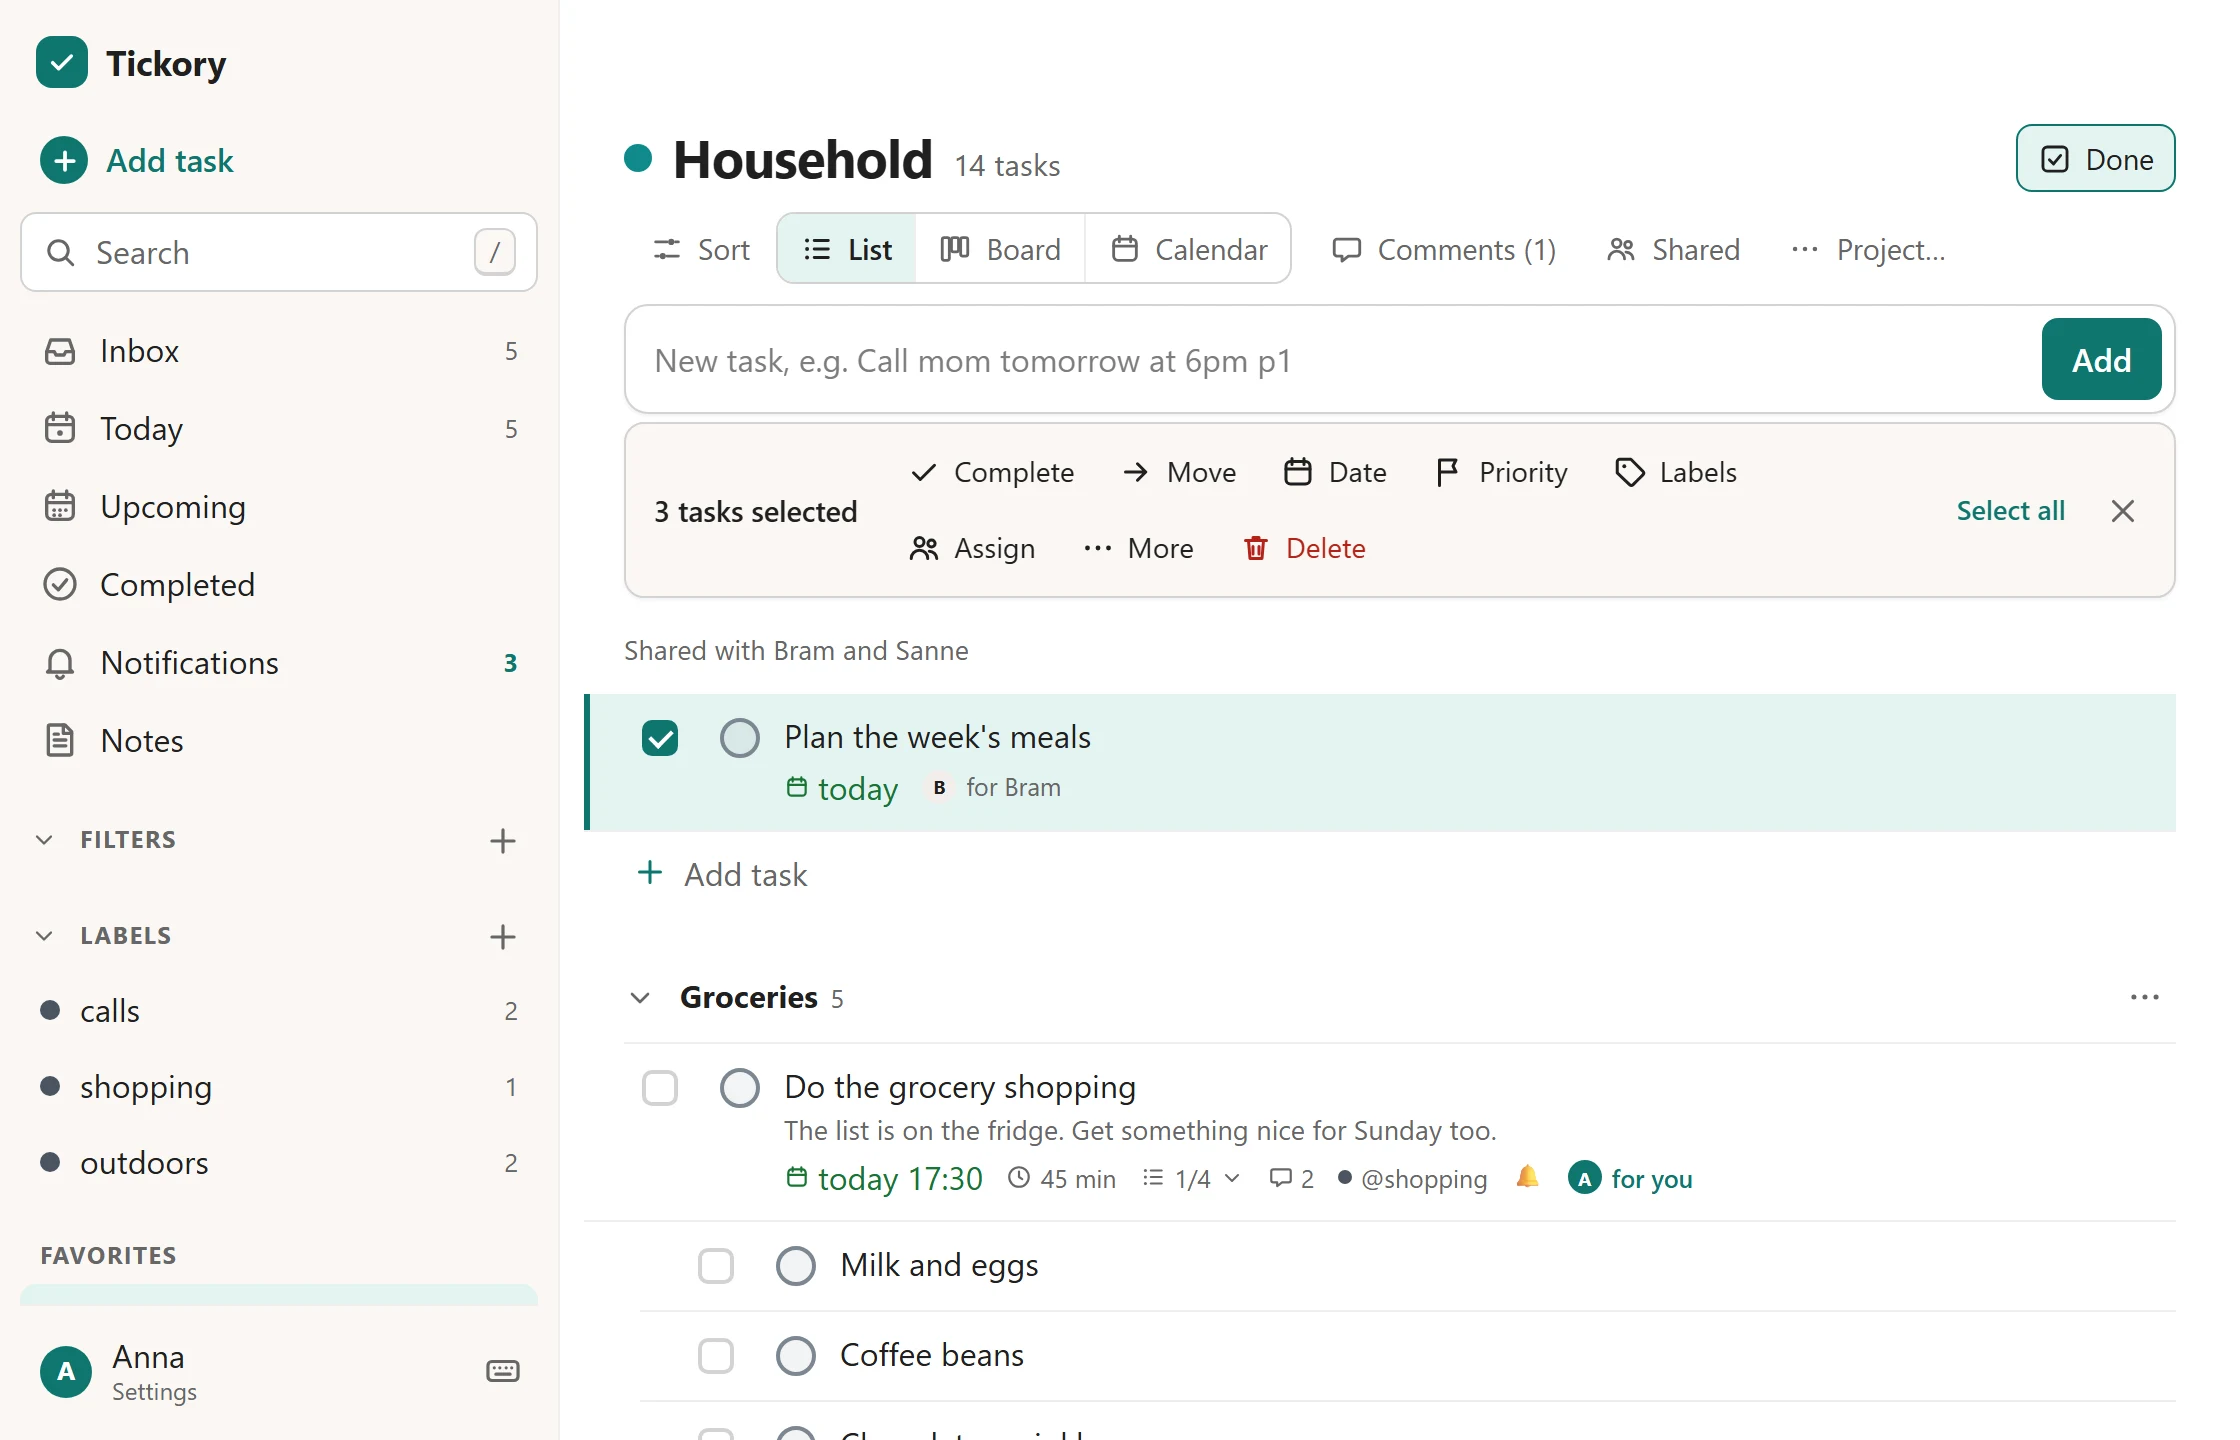 Tickory
Add task
Search /
Inbox 5
Today 5
Upcoming
Completed
Notifications 3
Notes
FILTERS
LABELS
calls 2
shopping 1
outdoors 2
FAVORITES
A Anna
Settings
Household 14 tasks
Done
Sort List Board Calendar Comments (1) Shared Project...
New task, e.g. Call mom tomorrow at 6pm p1 Add
3 tasks selected
Complete Move Date Priority Labels
Assign More Delete
Select all
Shared with Bram and Sanne
Plan the week's meals
today B for Bram
Add task
Groceries 5
Do the grocery shopping
The list is on the fridge. Get something nice for Sunday too.
today 17:30 45 min 1/4 2 @shopping A for you
Milk and eggs
Coffee beans